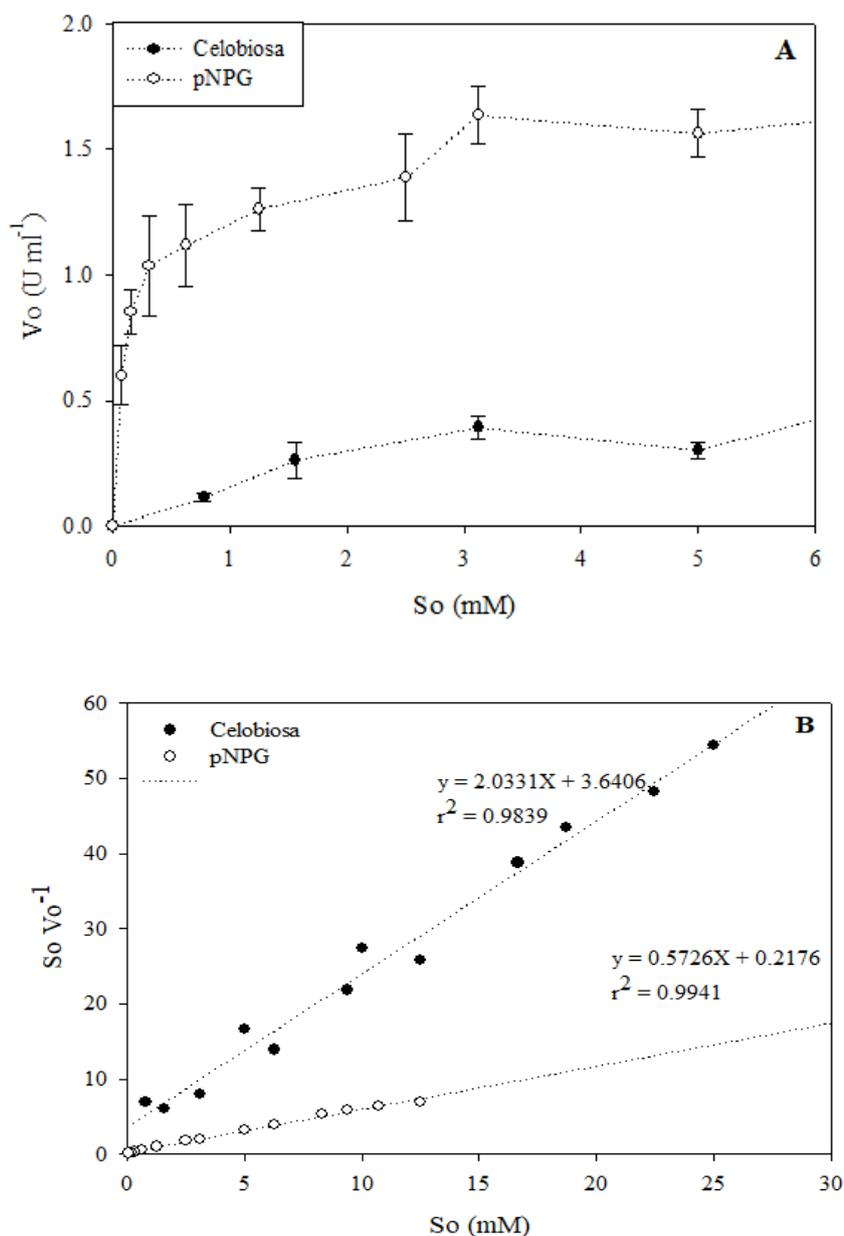 Celobiosa
pNPG
A
2.0
1.5
1.0
0.5
0.0
Vo (U ml⁻¹)
0 1 2 3 4 5 6
So (mM)
Celobiosa
pNPG
B
y = 2.0331X + 3.6406
r² = 0.9839
y = 0.5726X + 0.2176
r² = 0.9941
60
50
40
30
20
10
0
So Vo⁻¹
0 5 10 15 20 25 30
So (mM)